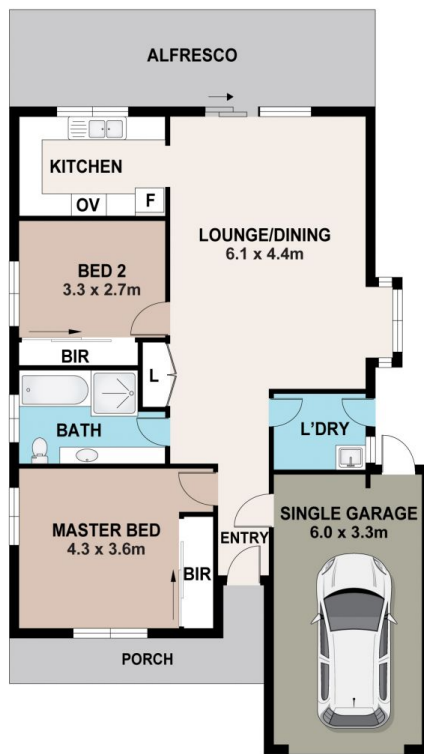 ALFRESCO
KITCHEN
OV
F
LOUNGE/DINING
6.1 x 4.4m
BED 2
3.3 x 2.7m
BIR
L
BATH
L'DRY
MASTER BED
4.3 x 3.6m
BIR
ENTRY
SINGLE GARAGE
6.0 x 3.3m
PORCH